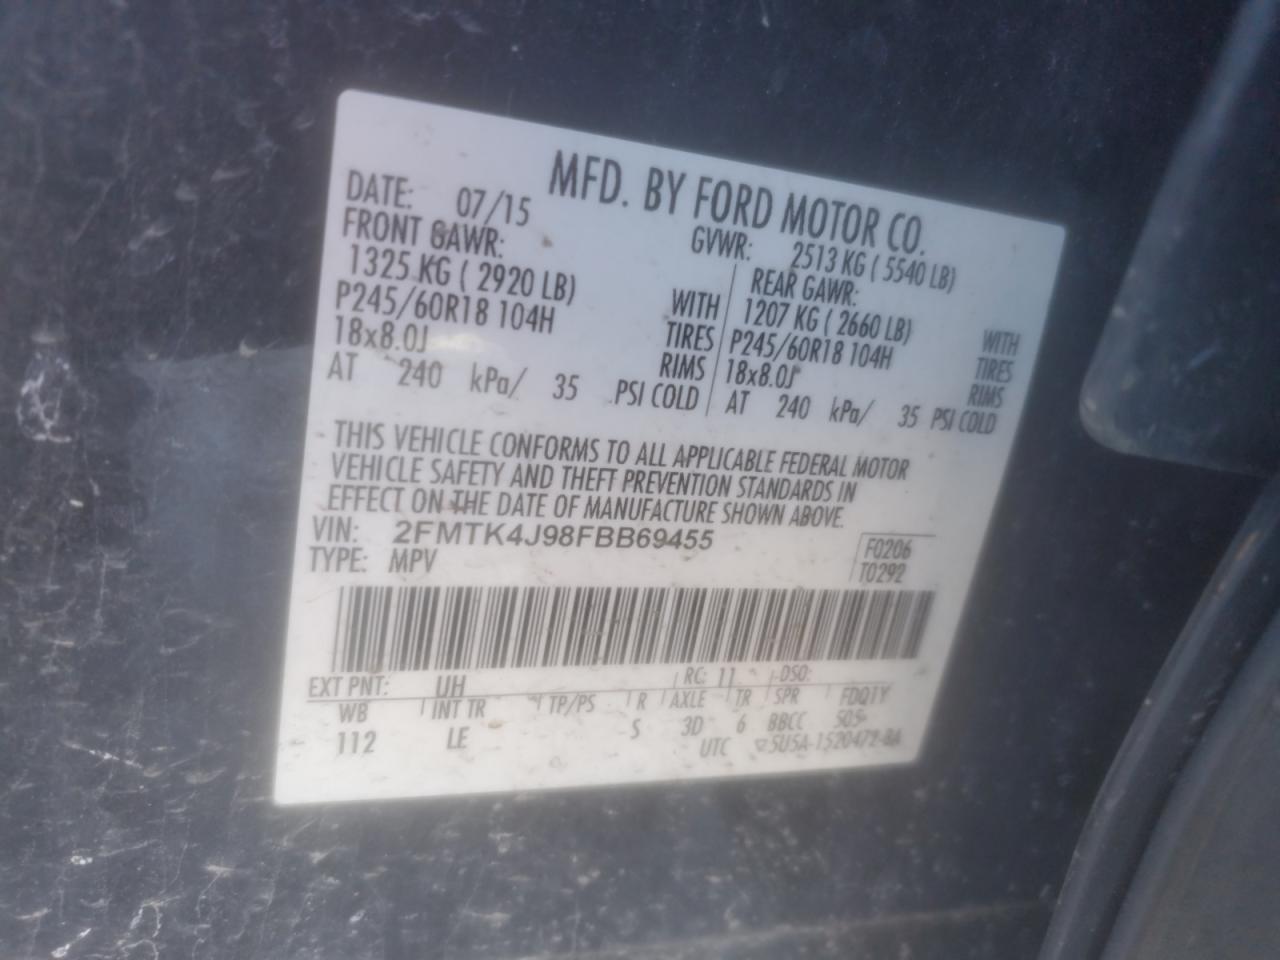 MFD. BY FORD MOTOR CO.
DATE: 07/15 GVWR: 2513 KG ( 5540 LB)
FRONT GAWR: REAR GAWR:
1325 KG ( 2920 LB) WITH 1207 KG ( 2660 LB) WITH
P245/60R18 104H TIRES P245/60R18 104H TIRES
18x8.0J RIMS 18x8.0J RIMS
AT 240 kPa/ 35 PSI COLD AT 240 kPa/ 35 PSI COLD
THIS VEHICLE CONFORMS TO ALL APPLICABLE FEDERAL MOTOR
VEHICLE SAFETY AND THEFT PREVENTION STANDARDS IN
EFFECT ON THE DATE OF MANUFACTURE SHOWN ABOVE.
VIN: 2FMTK4J98FBB69455 F0206
TYPE: MPV T0292
EXT PNT: UH RC: 11 DSO:
WB INT TR TP/PS R AXLE TR SPR FDQTY
112 LE S 3D 6 BBCC 505
UTC 5U5A-1520472-BA